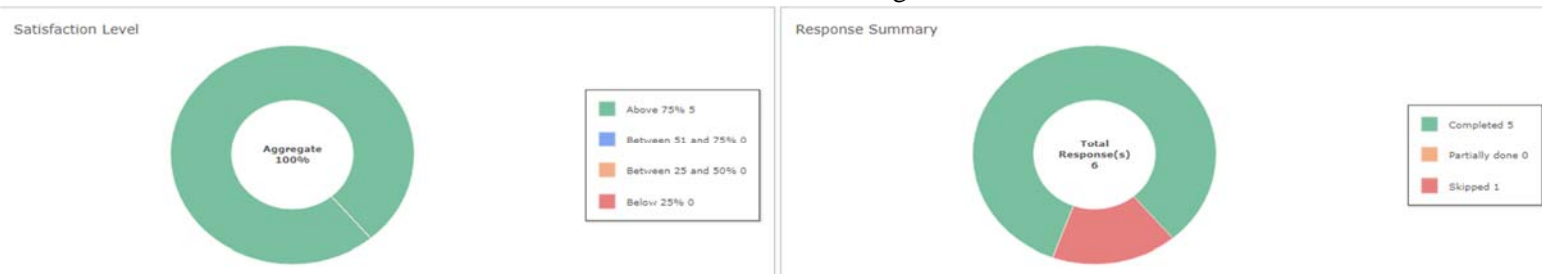 Satisfaction Level
Aggregate
100%
Above 75% 5
Between 51 and 75% 0
Between 25 and 50% 0
Below 25% 0
Response Summary
Total
Response(s)
6
Completed 5
Partially done 0
Skipped 1